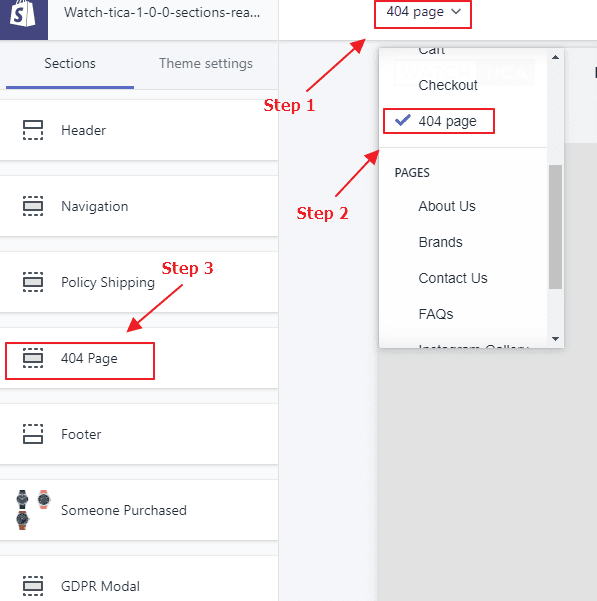 Watch-tica-1-0-0-sections-rea...
404 page
Sections
Theme settings
Step 1
Cart
Checkout
404 page
Step 2
PAGES
About Us
Brands
Contact Us
FAQs
Instagram Gallery
Header
Navigation
Policy Shipping
Step 3
404 Page
Footer
Someone Purchased
GDPR Modal